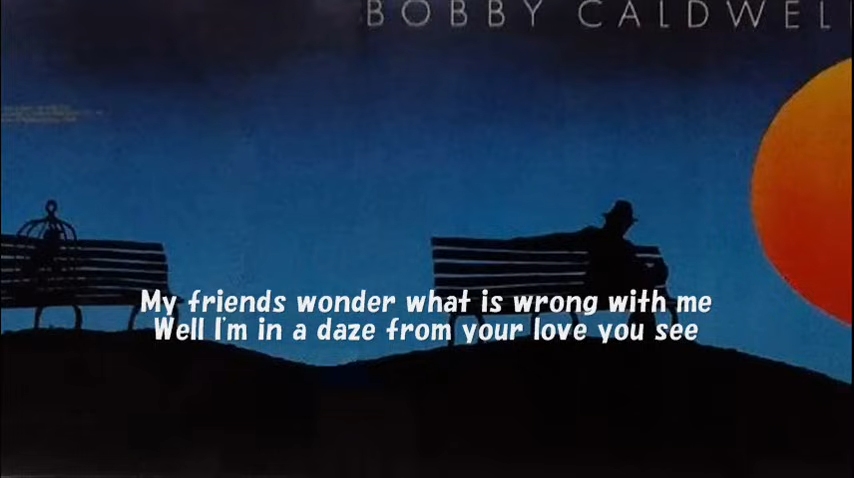 BOBBY CALDWEL
My friends wonder what is wrong with me
Well I'm in a daze from your love you see